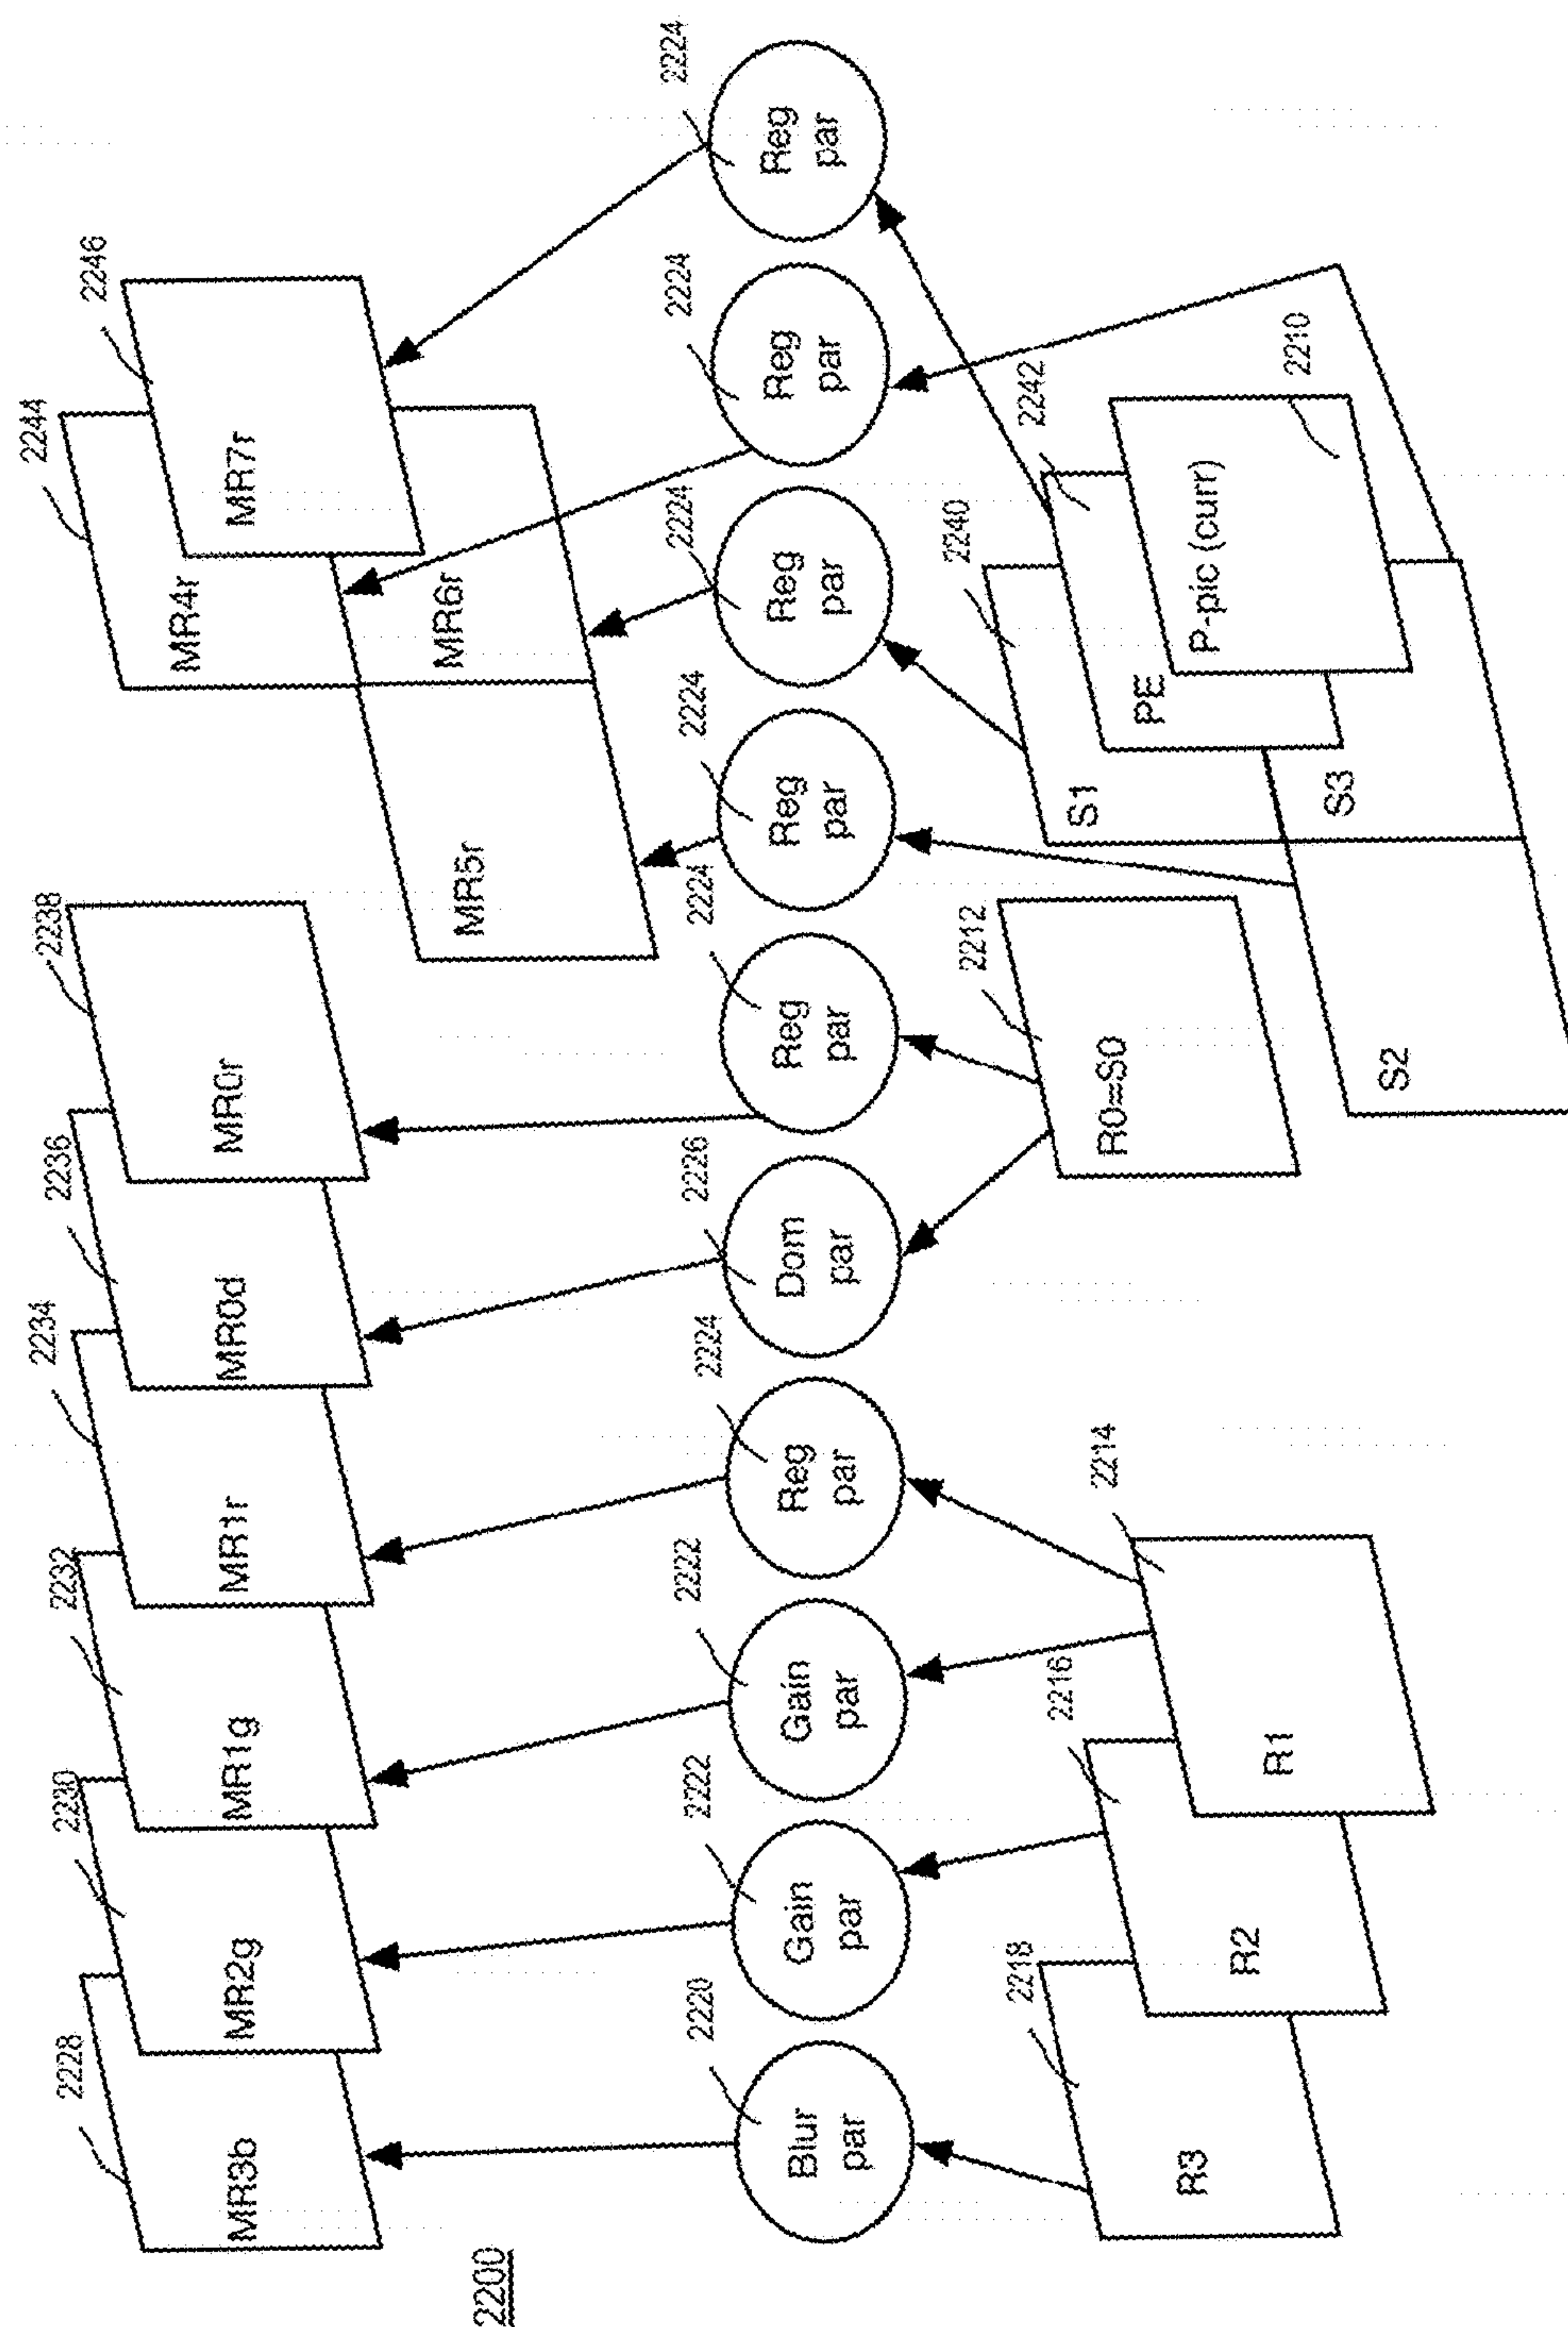 2200
2228
2230
2232
2234
2236
2238
2244
2246
MR3b
MR2g
MR1g
MR1r
MR0d
MR0r
MR4r
MR7r
MR5r
MR6r
2220
2222
2222
2224
2226
2224
2224
2224
2224
2224
Blur
par
Gain
par
Gain
par
Reg
par
Dom
par
Reg
par
Reg
par
Reg
par
Reg
par
Reg
par
2218
2216
2214
2212
2240
2242
2210
R3
R2
R1
R0=S0
S1
PE
P-pic (curr)
S2
S3